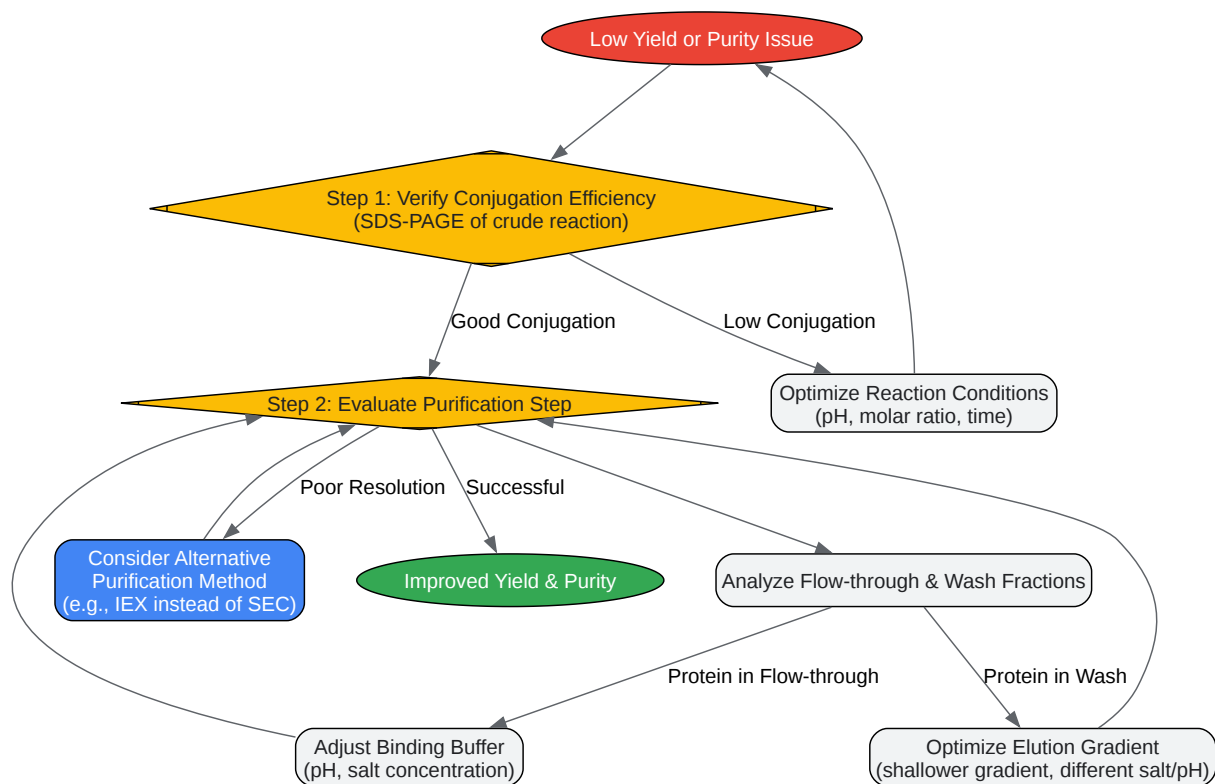 Low Yield or Purity Issue
Step 1: Verify Conjugation Efficiency
(SDS-PAGE of crude reaction)
Good Conjugation
Low Conjugation
Optimize Reaction Conditions
(pH, molar ratio, time)
Step 2: Evaluate Purification Step
Poor Resolution
Successful
Consider Alternative
Purification Method
(e.g., IEX instead of SEC)
Improved Yield & Purity
Analyze Flow-through & Wash Fractions
Protein in Flow-through
Protein in Wash
Adjust Binding Buffer
(pH, salt concentration)
Optimize Elution Gradient
(shallower gradient, different salt/pH)